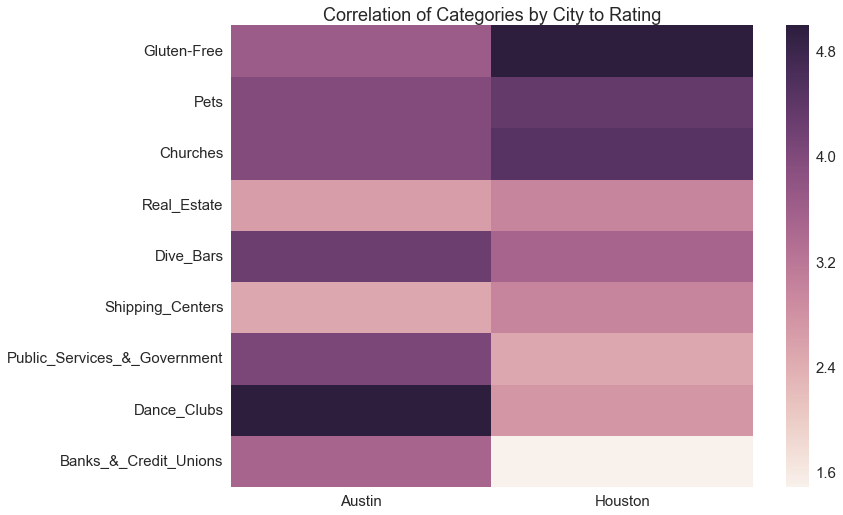 Correlation of Categories by City to Rating
Gluten-Free
Pets
Churches
Real_Estate
Dive_Bars
Shipping_Centers
Public_Services_&_Government
Dance_Clubs
Banks_&_Credit_Unions
Austin Houston
4.8
4.0
3.2
2.4
1.6